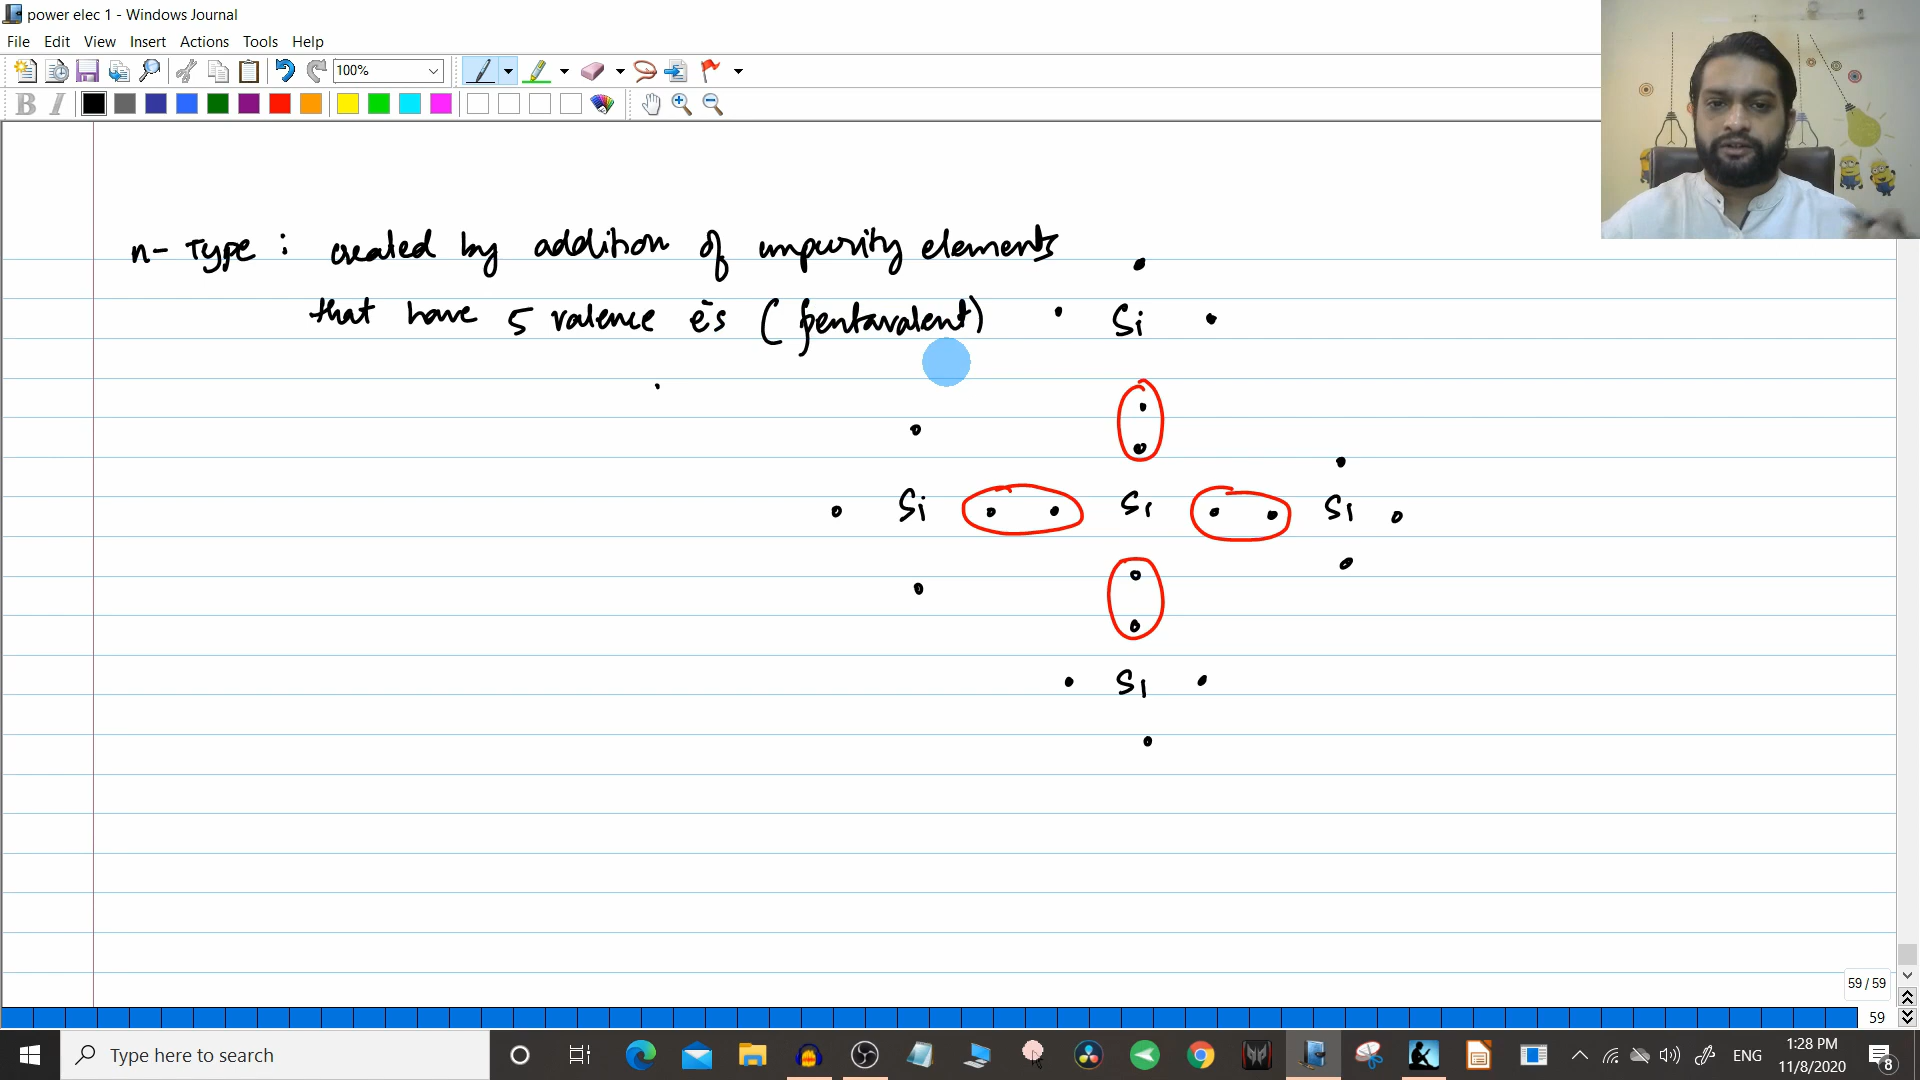 power elec 1 - Windows Journal
File Edit View Insert Actions Tools Help
100%
B I
n- Type : created by addition of impurity elements
that have 5 valence e-s (pentavalent)
Si
Si Si Si
Si
59 / 59
59
Type here to search
ENG
1:28 PM
11/8/2020
8